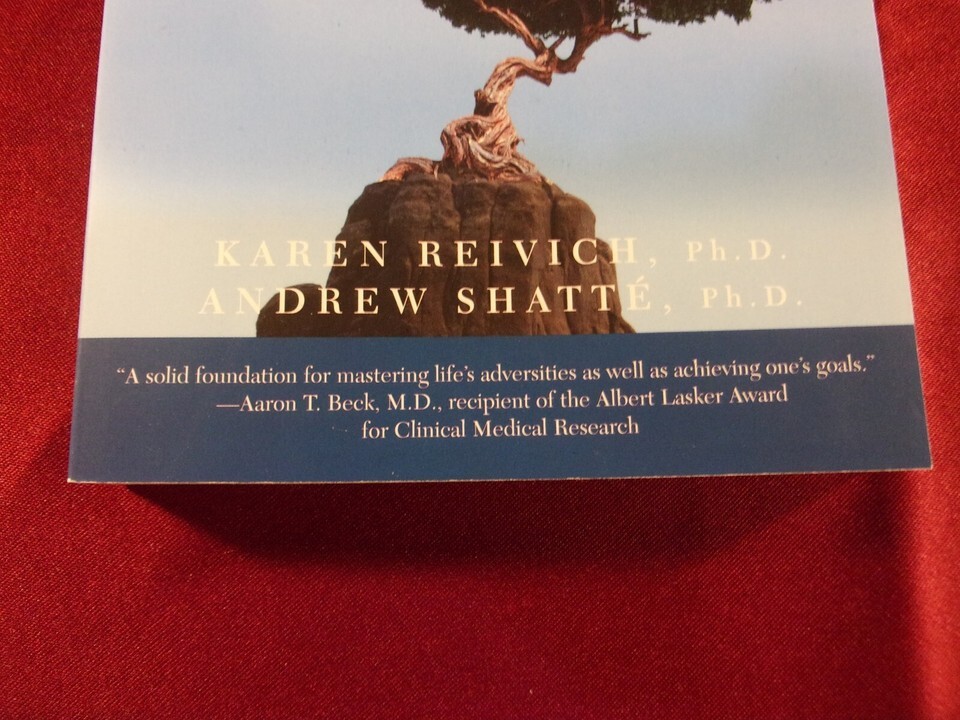 KAREN REIVICH, Ph.D.
ANDREW SHATTÉ, Ph.D.
“A solid foundation for mastering life’s adversities as well as achieving one’s goals.”
—Aaron T. Beck, M.D., recipient of the Albert Lasker Award
for Clinical Medical Research